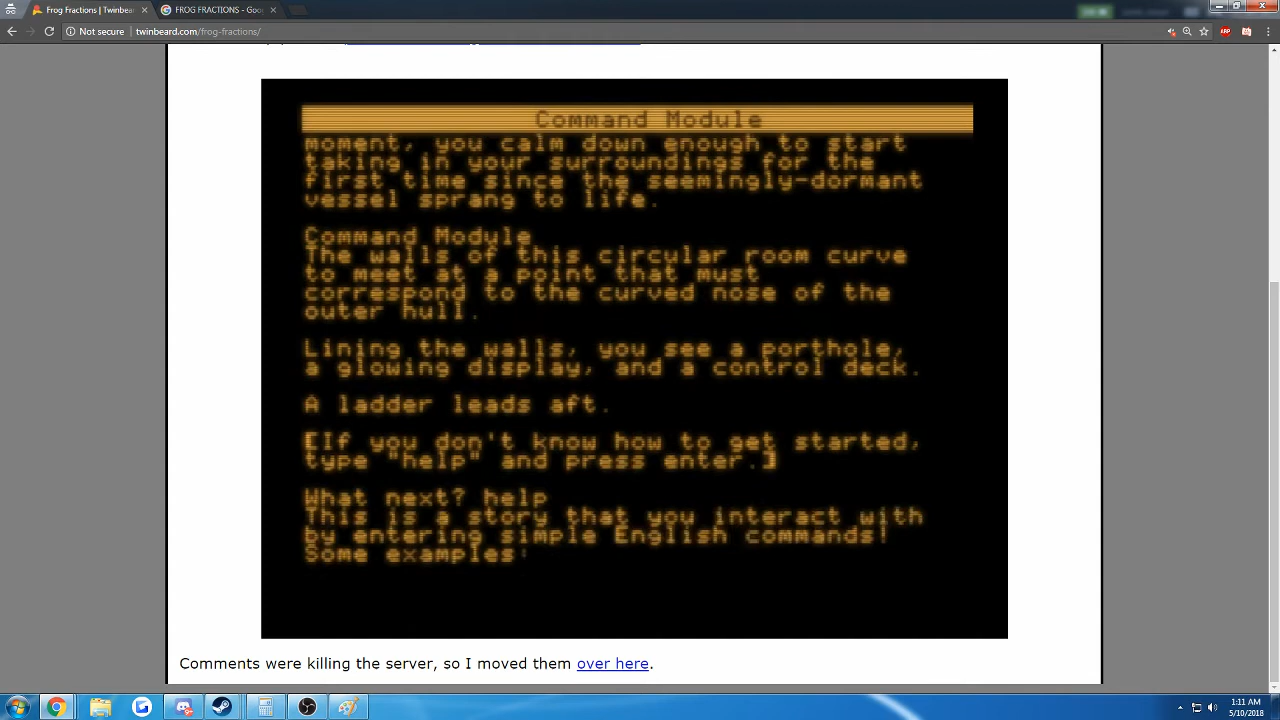 Frog Fractions | Twinbea
FROG FRACTIONS - Goo
Not secure | twinbeard.com/frog-fractions/
ABP
Command Module
moment, you calm down enough to start
taking in your surroundings for the
first time since the seemingly-dormant
vessel sprang to life.
Command Module
The walls of this circular room curve
to meet at a point that must
correspond to the curved nose of the
outer hull.
Lining the walls, you see a porthole,
a glowing display, and a control deck.
A ladder leads aft.
[If you don't know how to get started,
type "help" and press enter.]
What next? help
This is a story that you interact with
by entering simple English commands!
Some examples:
Comments were killing the server, so I moved them over here.
1:11 AM
5/10/2018